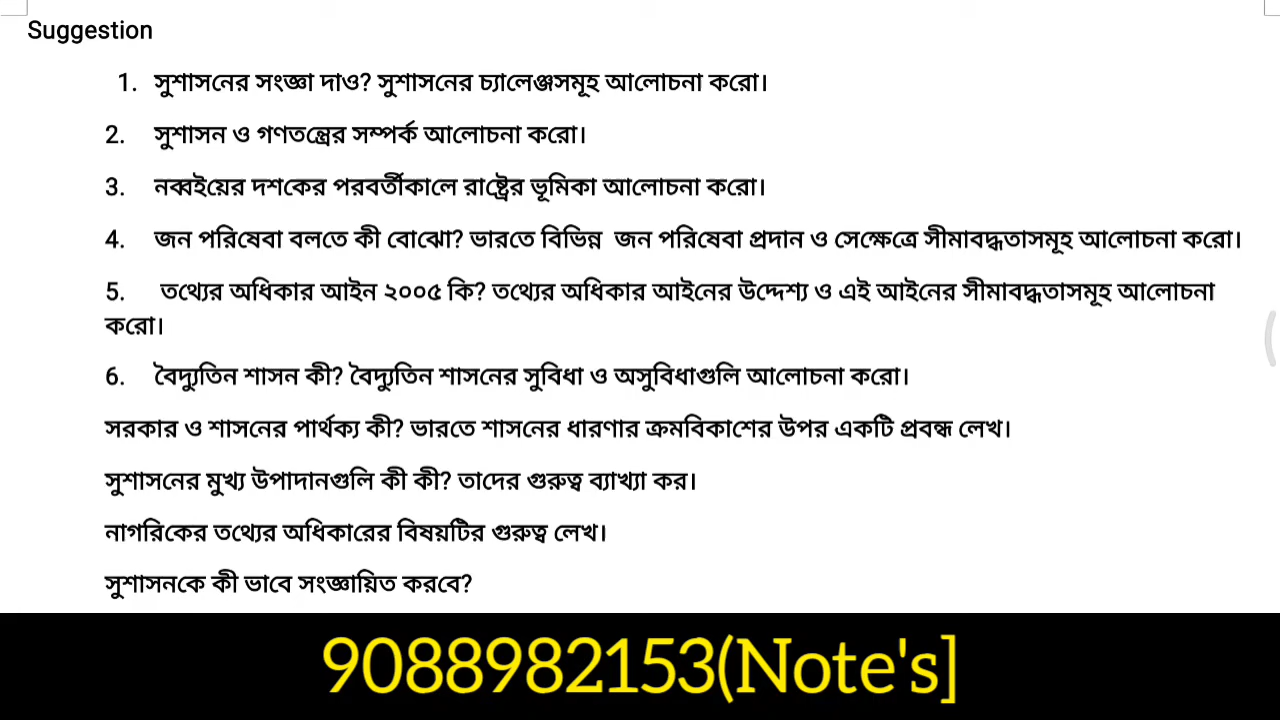 Suggestion
1. সুশাসনের সংজ্ঞা দাও? সুশাসনের চ্যালেঞ্জসমূহ আলোচনা করো।
2. সুশাসন ও গণতন্ত্রের সম্পর্ক আলোচনা করো।
3. নব্বইয়ের দশকের পরবর্তীকালে রাষ্ট্রের ভূমিকা আলোচনা করো।
4. জন পরিষেবা বলতে কী বোঝো? ভারতে বিভিন্ন জন পরিষেবা প্রদান ও সেক্ষেত্রে সীমাবদ্ধতাসমূহ আলোচনা করো।
5. তথ্যের অধিকার আইন ২০০৫ কি? তথ্যের অধিকার আইনের উদ্দেশ্য ও এই আইনের সীমাবদ্ধতাসমূহ আলোচনা
করো।
6. বৈদ্যুতিন শাসন কী? বৈদ্যুতিন শাসনের সুবিধা ও অসুবিধাগুলি আলোচনা করো।
সরকার ও শাসনের পার্থক্য কী? ভারতে শাসনের ধারণার ক্রমবিকাশের উপর একটি প্রবন্ধ লেখ।
সুশাসনের মুখ্য উপাদানগুলি কী কী? তাদের গুরুত্ব ব্যাখ্যা কর।
নাগরিকের তথ্যের অধিকারের বিষয়টির গুরুত্ব লেখ।
সুশাসনকে কী ভাবে সংজ্ঞায়িত করবে?
9088982153(Note's]